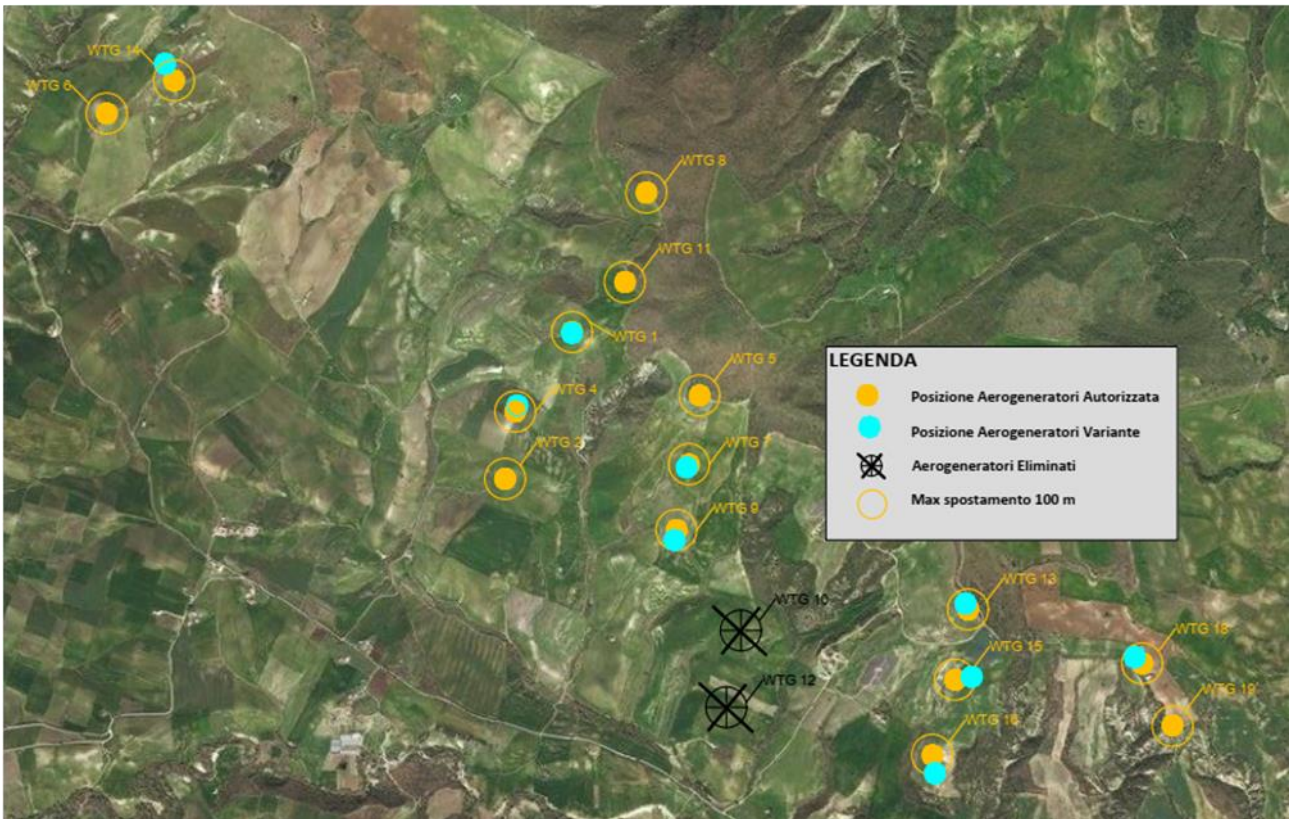 WTG 14
WTG 6
WTG 8
WTG 11
WTG 1
WTG 5
WTG 4
WTG 2
WTG 7
WTG 9
LEGENDA
Posizione Aerogeneratori Autorizzata
Posizione Aerogeneratori Variante
Aerogeneratori Eliminati
Max spostamento 100 m
WTG 13
WTG 10
WTG 18
WTG 15
WTG 12
WTG 19
WTG 16